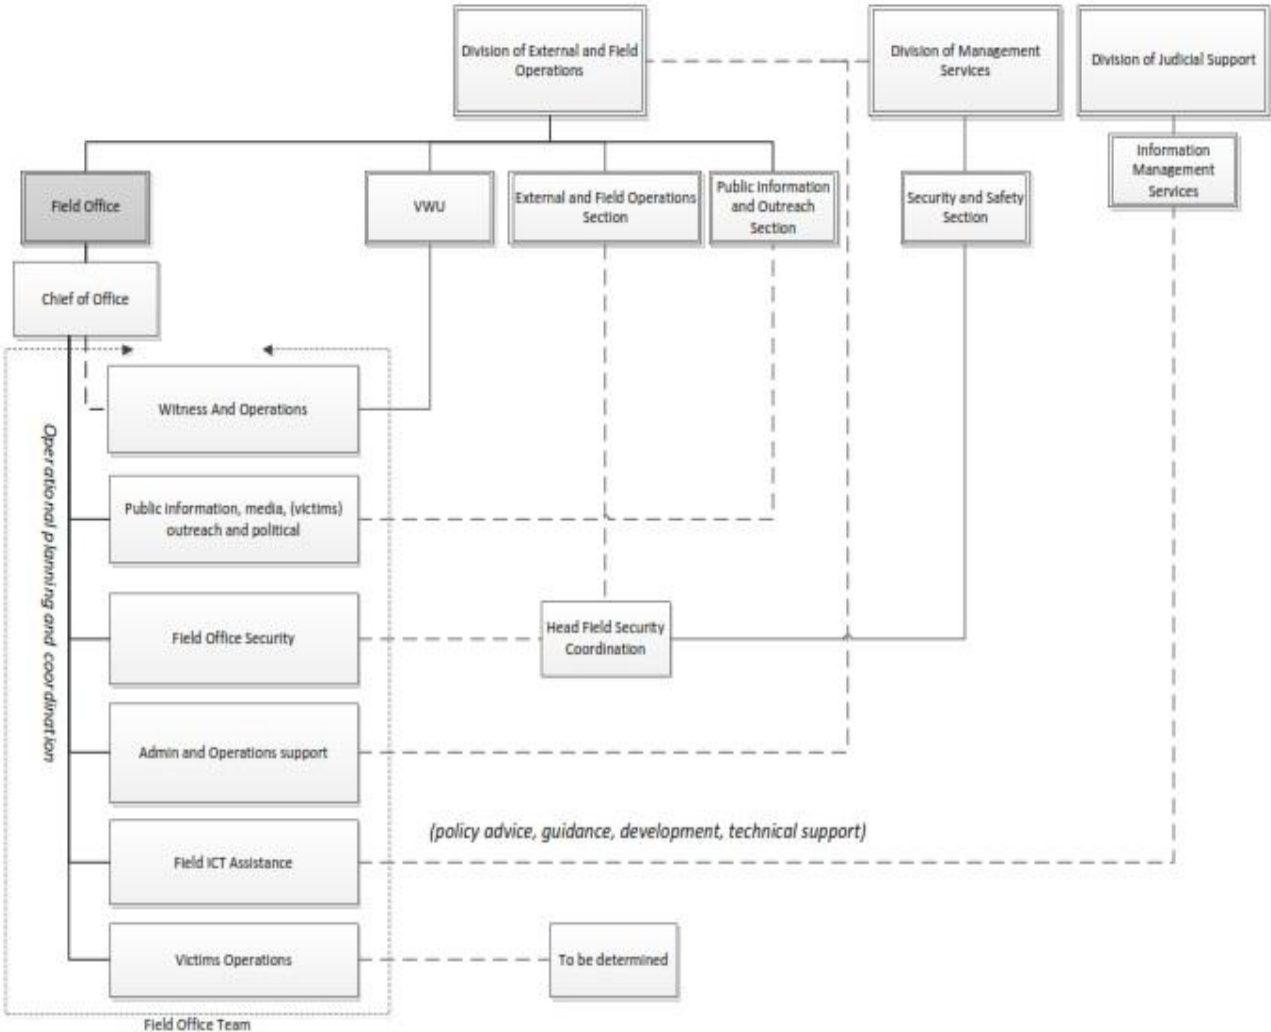 Division of External and Field
Operations
Division of Management
Services
Division of Judicial Support
Information
Management
Services
Field Office
VWU
External and Field Operations
Section
Public Information
and Outreach
Section
Security and Safety
Section
Chief of Office
Witness And Operations
Operational planning and coordination
Public information, media, (victims)
outreach and political
Field Office Security
Head Field Security
Coordination
Admin and Operations support
(policy advice, guidance, development, technical support)
Field ICT Assistance
Victims Operations
To be determined
Field Office Team